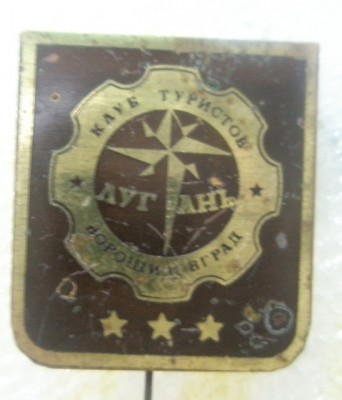 КЛУБ ТУРИСТОВ
ЛУГАНЬ
ВОРОШИЛОВГРАД